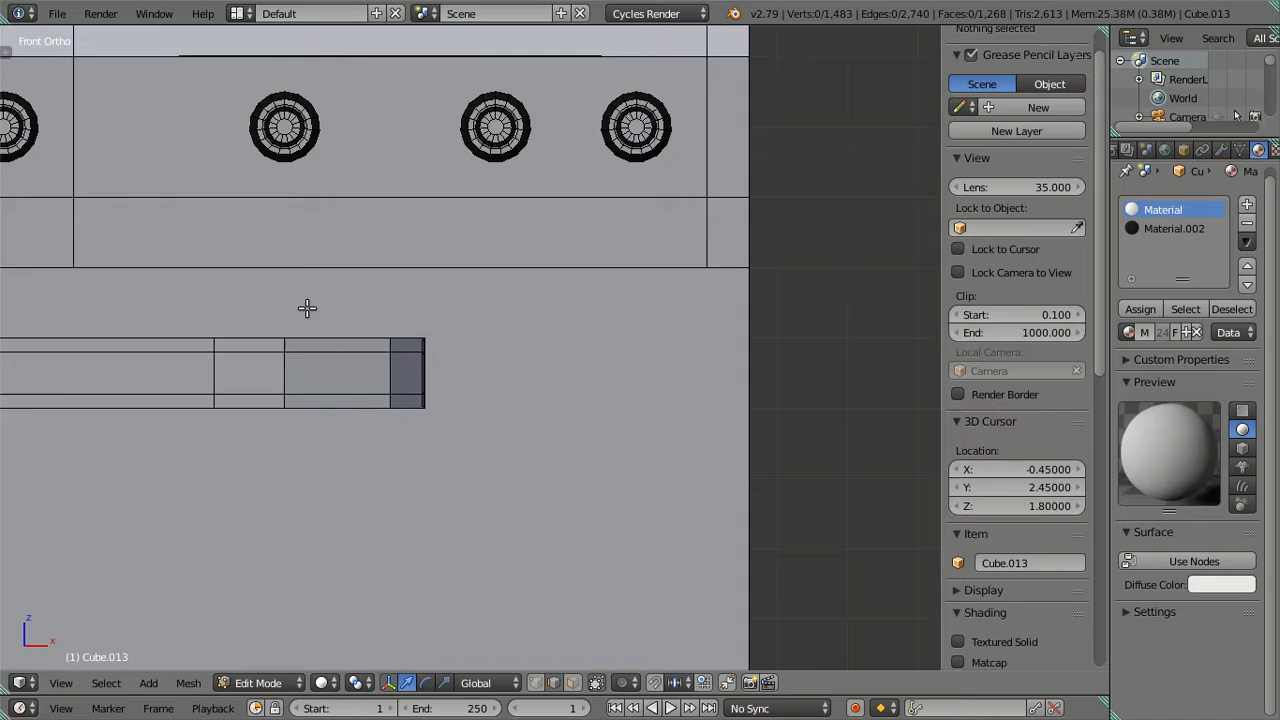 File Render Window Help Default Scene Cycles Render v2.79 | Verts:0/1,483 | Edges:0/2,740 | Faces:0/1,268 | Tris:2,613 | Mem:25.38M (0.38M) | Cube.013
Front Ortho
Nothing selected
Grease Pencil Layers
Scene Object
New
New Layer
View
Lens: 35.000
Lock to Object:
Lock to Cursor
Lock Camera to View
Clip:
Start: 0.100
End: 1000.000
Local Camera:
Camera
Render Border
3D Cursor
Location:
X: -0.45000
Y: 2.45000
Z: 1.80000
Item
Cube.013
Display
Shading
Textured Solid
Matcap
View Search All Sc
Scene
RenderL
World
Camera
Cu Ma
Material
Material.002
Assign Select Deselect
M 24 F Data
Custom Properties
Preview
Surface
Use Nodes
Diffuse Color:
Settings
z
x
(1) Cube.013
View Select Add Mesh Edit Mode Global
View Marker Frame Playback Start: 1 End: 250 1 No Sync